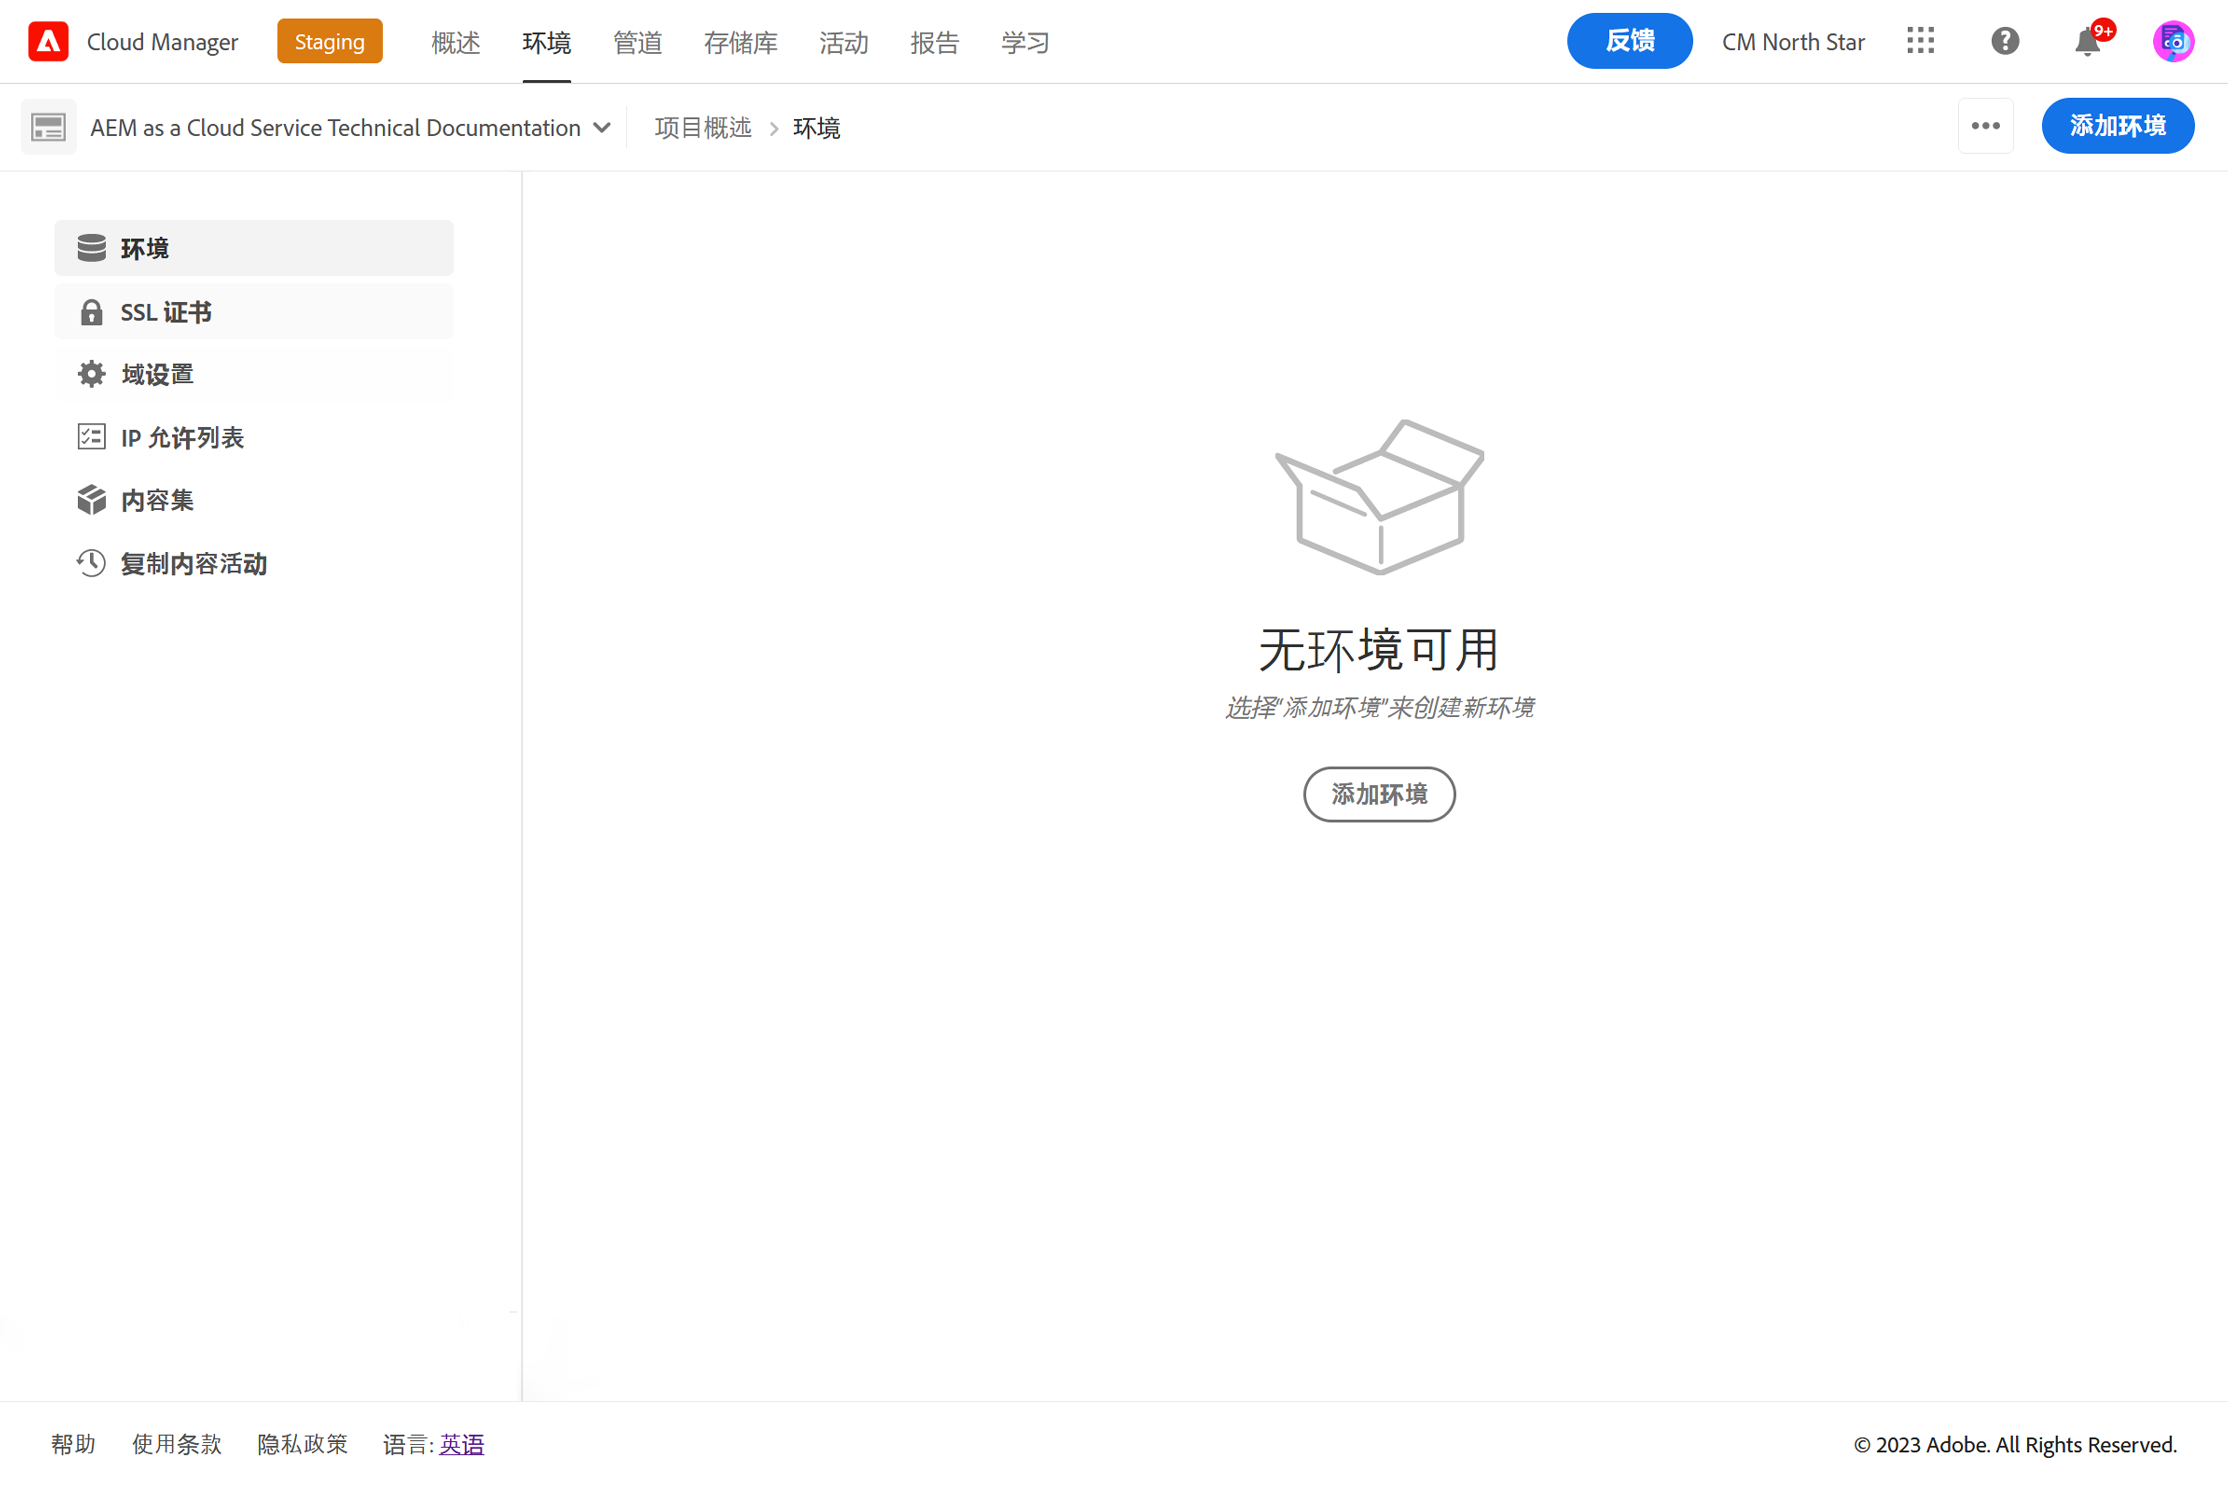 Cloud Manager Staging 概述 环境 管道 存储库 活动 报告 学习 反馈 CM North Star 9+
AEM as a Cloud Service Technical Documentation 项目概述 › 环境 添加环境
环境
SSL 证书
域设置
IP 允许列表
内容集
复制内容活动
无环境可用
选择“添加环境”来创建新环境
添加环境
帮助 使用条款 隐私政策 语言: 英语 © 2023 Adobe. All Rights Reserved.